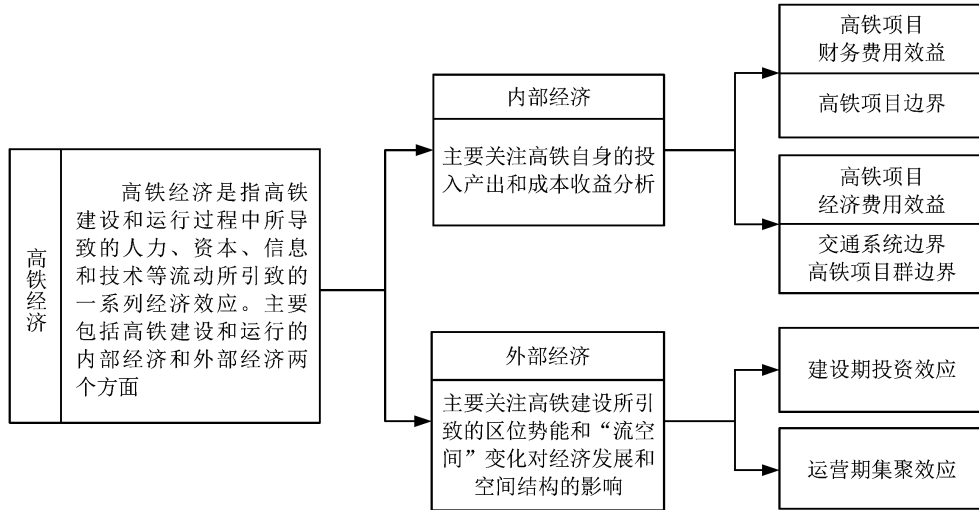 高铁经济
高铁经济是指高铁
建设和运行过程中所导
致的人力、资本、信息
和技术等流动所引致的
一系列经济效应。主要
包括高铁建设和运行的
内部经济和外部经济两
个方面
内部经济
主要关注高铁自身的投
入产出和成本收益分析
高铁项目
财务费用效益
高铁项目边界
高铁项目
经济费用效益
交通系统边界
高铁项目群边界
外部经济
主要关注高铁建设所引
致的区位势能和“流空
间”变化对经济发展和
空间结构的影响
建设期投资效应
运营期集聚效应